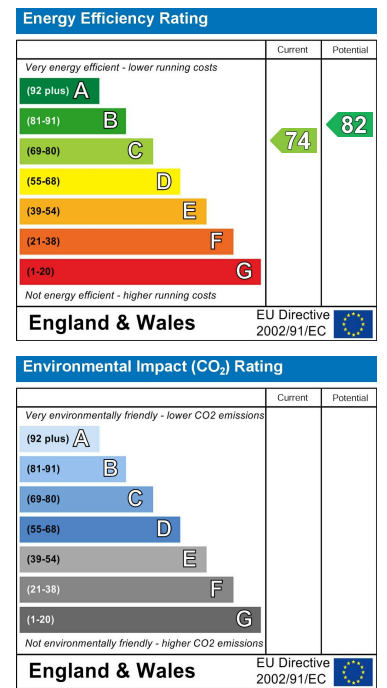 Energy Efficiency Rating
Current Potential
Very energy efficient - lower running costs
(92 plus) A
(81-91) B
(69-80) C
(55-68) D
(39-54) E
(21-38) F
(1-20) G
74
82
Not energy efficient - higher running costs
England & Wales
EU Directive
2002/91/EC
Environmental Impact (CO₂) Rating
Current Potential
Very environmentally friendly - lower CO2 emissions
(92 plus) A
(81-91) B
(69-80) C
(55-68) D
(39-54) E
(21-38) F
(1-20) G
Not environmentally friendly - higher CO2 emissions
England & Wales
EU Directive
2002/91/EC